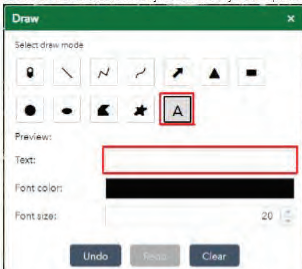 Draw ×
Select draw mode
A
Preview:
Text:
Font color:
Font size: 20
Undo Redo Clear